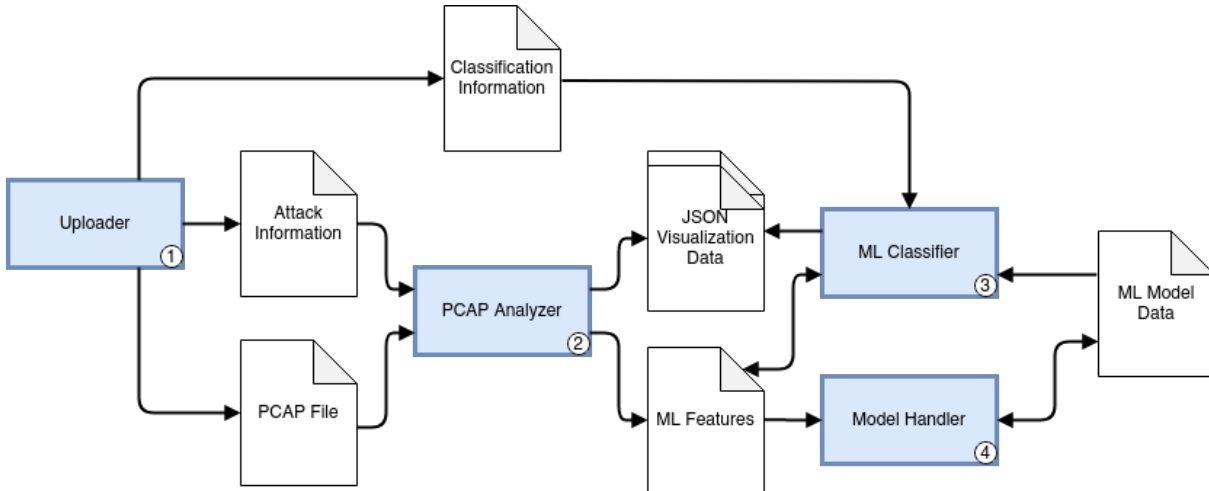 Classification
Information
Uploader
1
Attack
Information
PCAP File
PCAP Analyzer
2
JSON
Visualization
Data
ML Features
ML Classifier
3
Model Handler
4
ML Model
Data